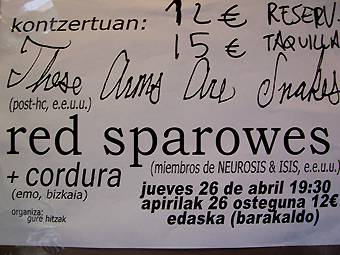 kontzertuan: 12 € RESERV.
15 € TAQUILLA
These Arms Are Snakes
(post-hc, e.e.u.u.)
red sparowes
(miembros de NEUROSIS & ISIS, e.e.u.u.)
+ cordura
(emo, bizkaia)
jueves 26 de abril 19:30
apirilak 26 osteguna 12€
edaska (barakaldo)
organiza:
gure hitzak